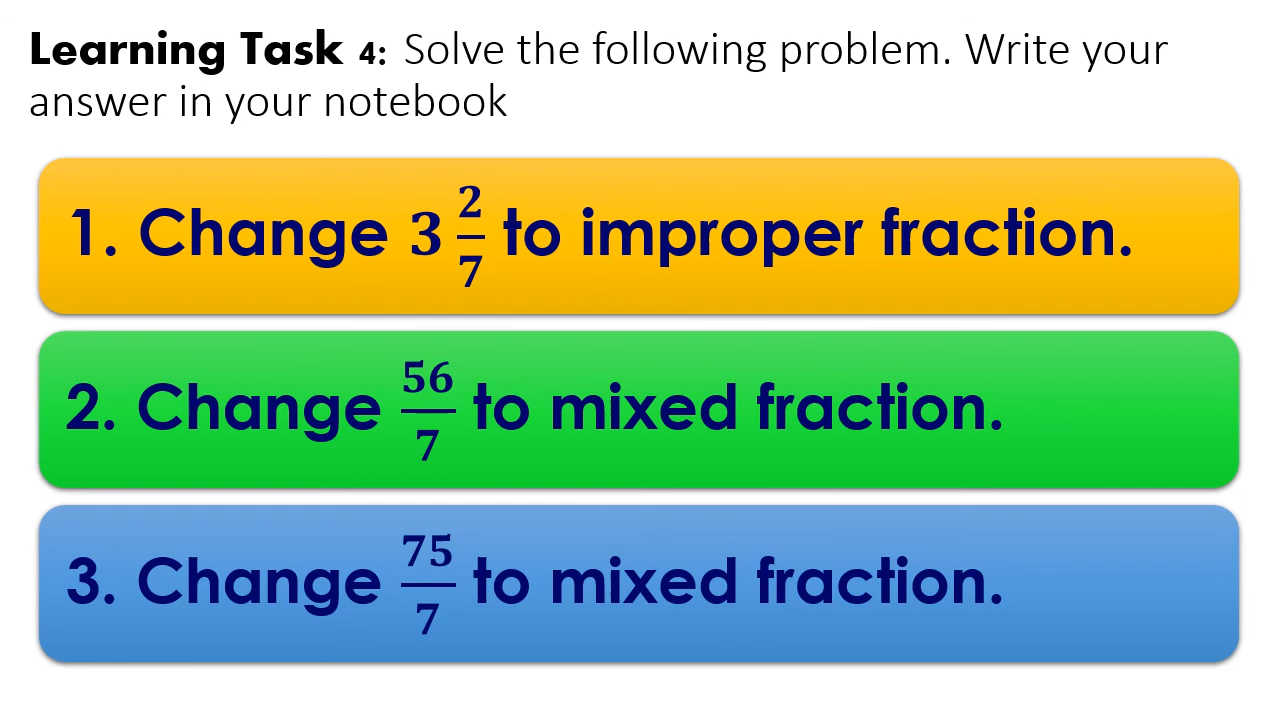 Learning Task 4: Solve the following problem. Write your
answer in your notebook
1. Change 3 2/7 to improper fraction.
2. Change 56/7 to mixed fraction.
3. Change 75/7 to mixed fraction.